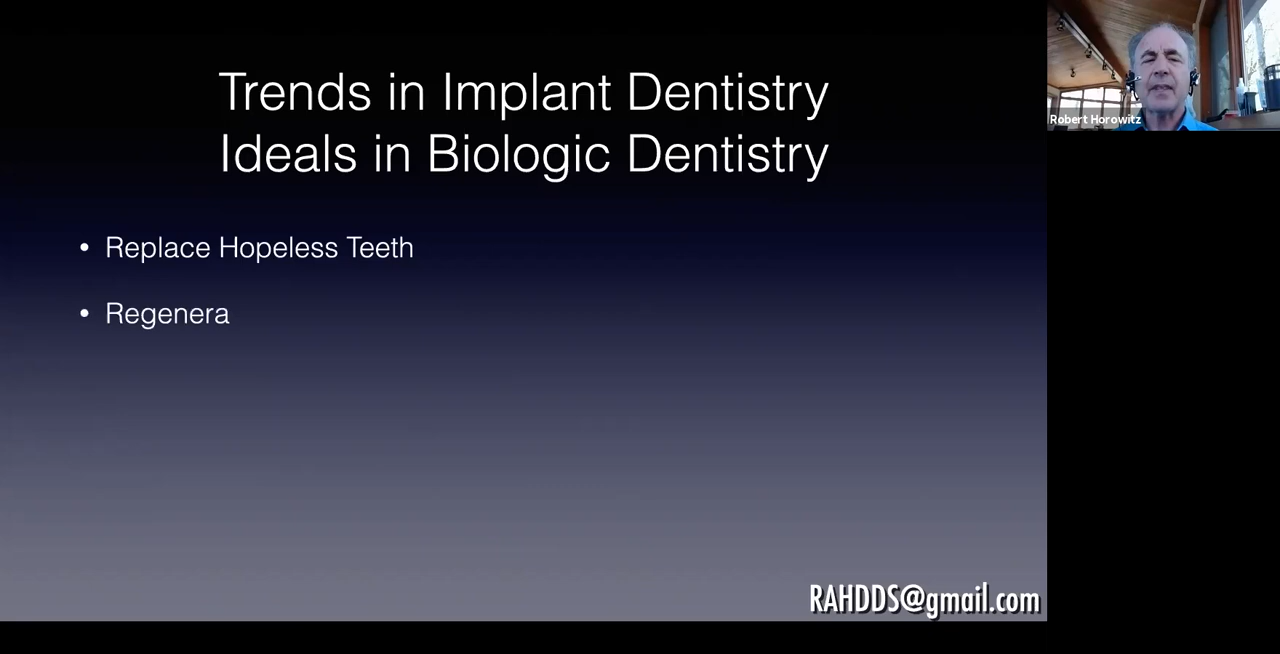 Trends in Implant Dentistry
Ideals in Biologic Dentistry
• Replace Hopeless Teeth
• Regenera
RAHDDS@gmail.com
Robert Horowitz